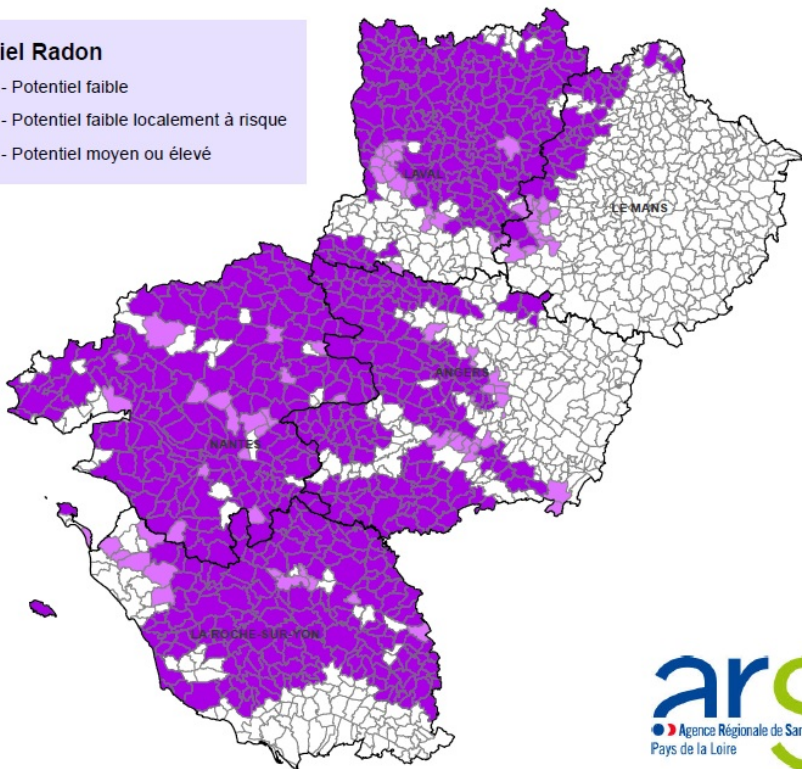 iel Radon
- Potentiel faible
- Potentiel faible localement à risque
- Potentiel moyen ou élevé
LAVAL
LE MANS
ANGERS
NANTES
LA ROCHE-SUR-YON
ars
Agence Régionale de San
Pays de la Loire